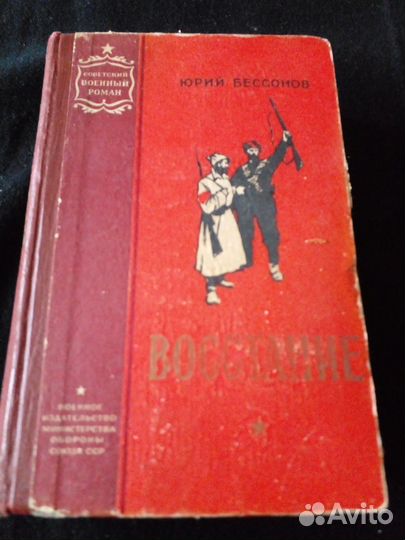 СОВЕТСКИЙ
ВОЕННЫЙ
РОМАН
ЮРИЙ БЕССОНОВ
ВОССТАНИЕ
ВОЕННОЕ
ИЗДАТЕЛЬСТВО
МИНИСТЕРСТВА
ОБОРОНЫ
СОЮЗА ССР
Avito